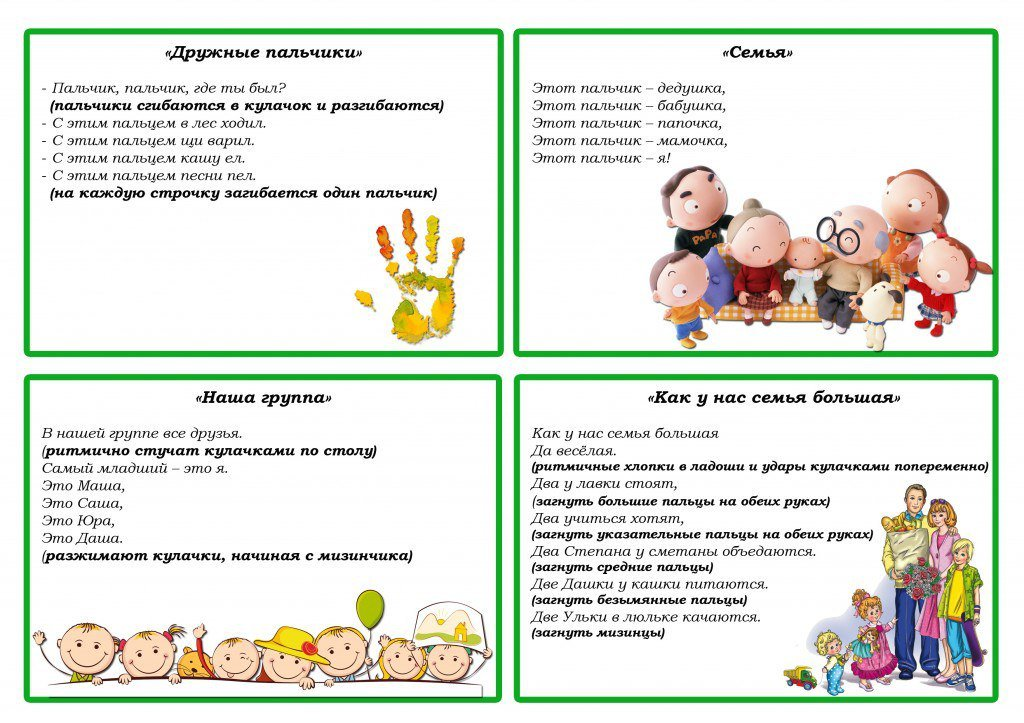 «Дружные пальчики»
- Пальчик, пальчик, где ты был?
(пальчики сгибаются в кулачок и разгибаются)
- С этим пальцем в лес ходил.
- С этим пальцем щи варил.
- С этим пальцем кашу ел.
- С этим пальцем песни пел.
(на каждую строчку загибается один пальчик)
«Семья»
Этот пальчик – дедушка,
Этот пальчик – бабушка,
Этот пальчик – папочка,
Этот пальчик – мамочка,
Этот пальчик – я!
PaPa
«Наша группа»
В нашей группе все друзья.
(ритмично стучат кулачками по столу)
Самый младший – это я.
Это Маша,
Это Саша,
Это Юра,
Это Даша.
(разжимают кулачки, начиная с мизинчика)
«Как у нас семья большая»
Как у нас семья большая
Да весёлая.
(ритмичные хлопки в ладоши и удары кулачками попеременно)
Два у лавки стоят,
(загнуть большие пальцы на обеих руках)
Два учиться хотят,
(загнуть указательные пальцы на обеих руках)
Два Степана у сметаны объедаются.
(загнуть средние пальцы)
Две Дашки у кашки питаются.
(загнуть безымянные пальцы)
Две Ульки в люльке качаются.
(загнуть мизинцы)